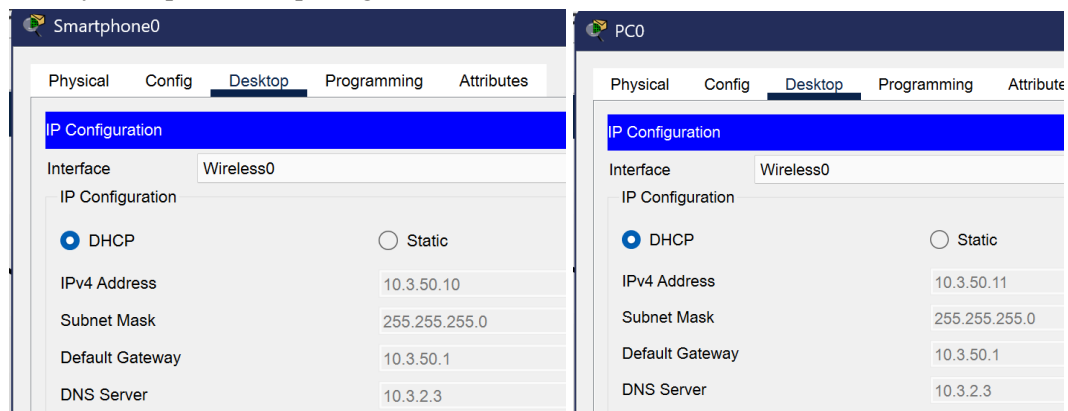 Smartphone0
Physical Config Desktop Programming Attributes
IP Configuration
Interface Wireless0
IP Configuration
DHCP Static
IPv4 Address 10.3.50.10
Subnet Mask 255.255.255.0
Default Gateway 10.3.50.1
DNS Server 10.3.2.3
PC0
Physical Config Desktop Programming Attribute
IP Configuration
Interface Wireless0
IP Configuration
DHCP Static
IPv4 Address 10.3.50.11
Subnet Mask 255.255.255.0
Default Gateway 10.3.50.1
DNS Server 10.3.2.3